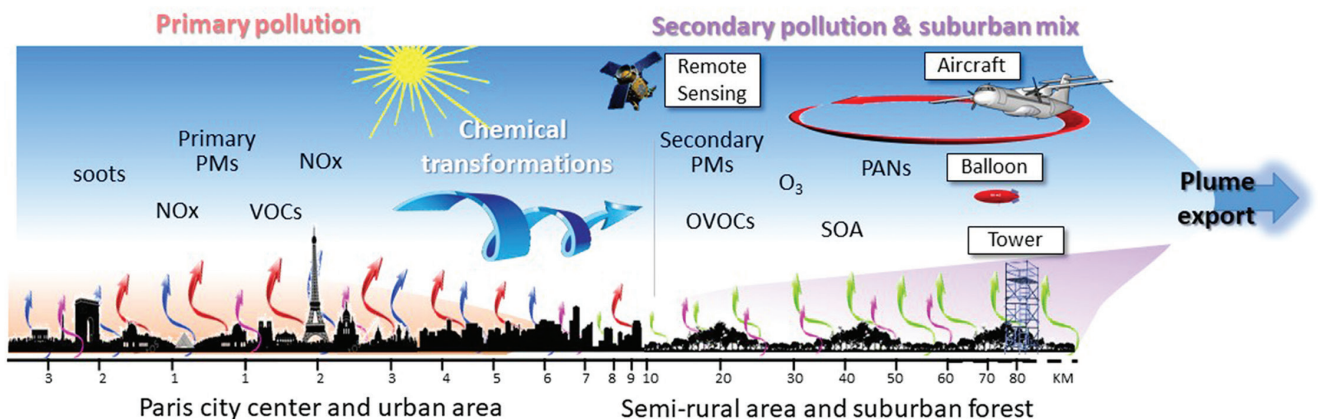 Primary pollution
Secondary pollution & suburban mix
Remote
Sensing
Aircraft
Primary
PMs
NOx
soots
NOx
VOCs
Chemical
transformations
Secondary
PMs
O3
PANs
Balloon
OVOCs
SOA
Tower
Plume
export
3 2 1 1 2 3 4 5 6 7 8 9 10 20 30 40 50 60 70 80 KM
Paris city center and urban area
Semi-rural area and suburban forest